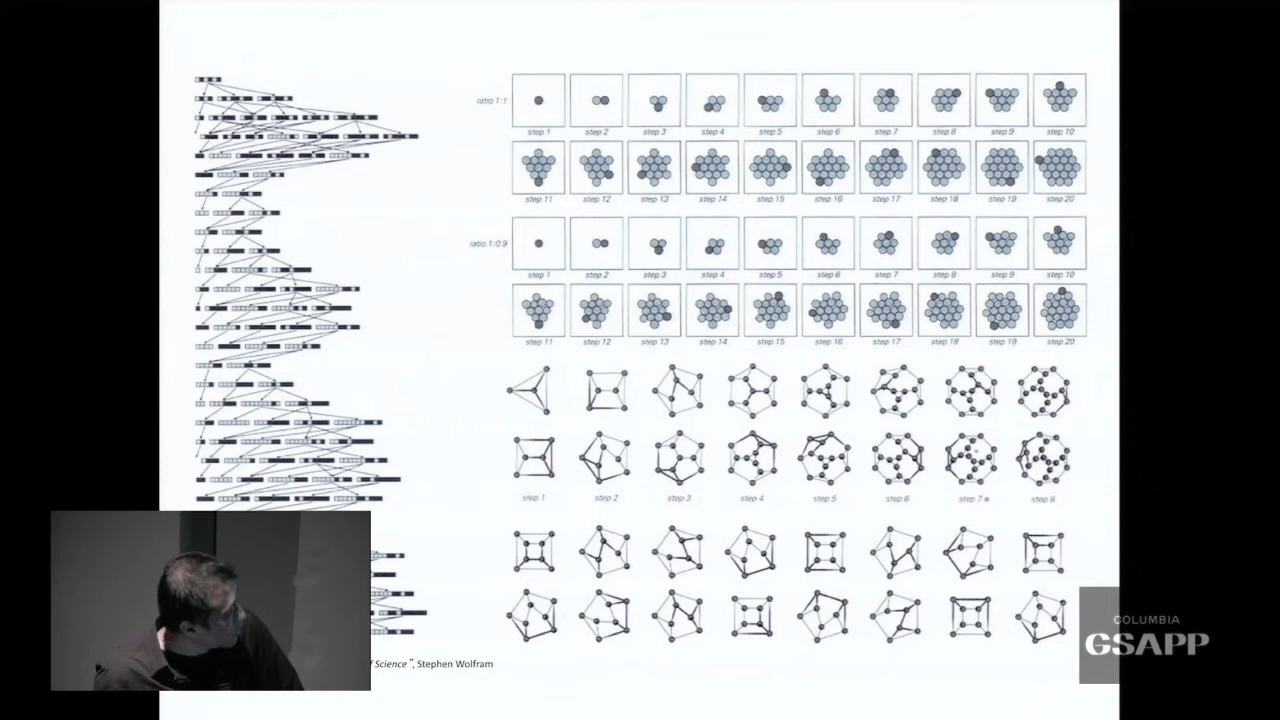 ratio 1:1
step 1 step 2 step 3 step 4 step 5 step 6 step 7 step 8 step 9 step 10
step 11 step 12 step 13 step 14 step 15 step 16 step 17 step 18 step 19 step 20
ratio 1:0.9
step 1 step 2 step 3 step 4 step 5 step 6 step 7 step 8 step 9 step 10
step 11 step 12 step 13 step 14 step 15 step 16 step 17 step 18 step 19 step 20
step 1 step 2 step 3 step 4 step 5 step 6 step 7 step 8
COLUMBIA
GSAPP
Science”, Stephen Wolfram